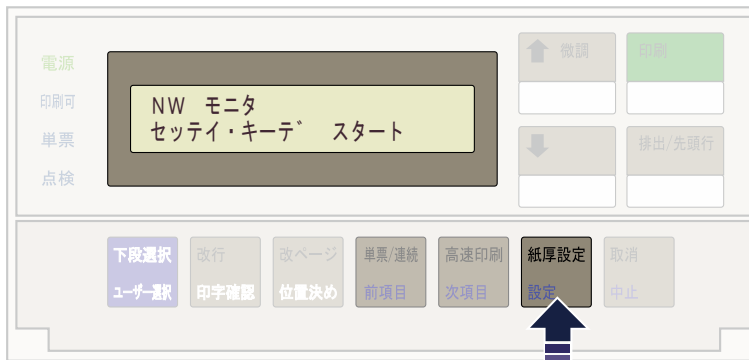 電源
印刷可
単票
点検
NW モニタ
セッテイ・キーデ゛ スタート
微調
印刷
排出/先頭行
下段選択
改行
改ページ
単票/連続
高速印刷
紙厚設定
取消
ユーザー選択
印字確認
位置決め
前項目
次項目
設定
中止